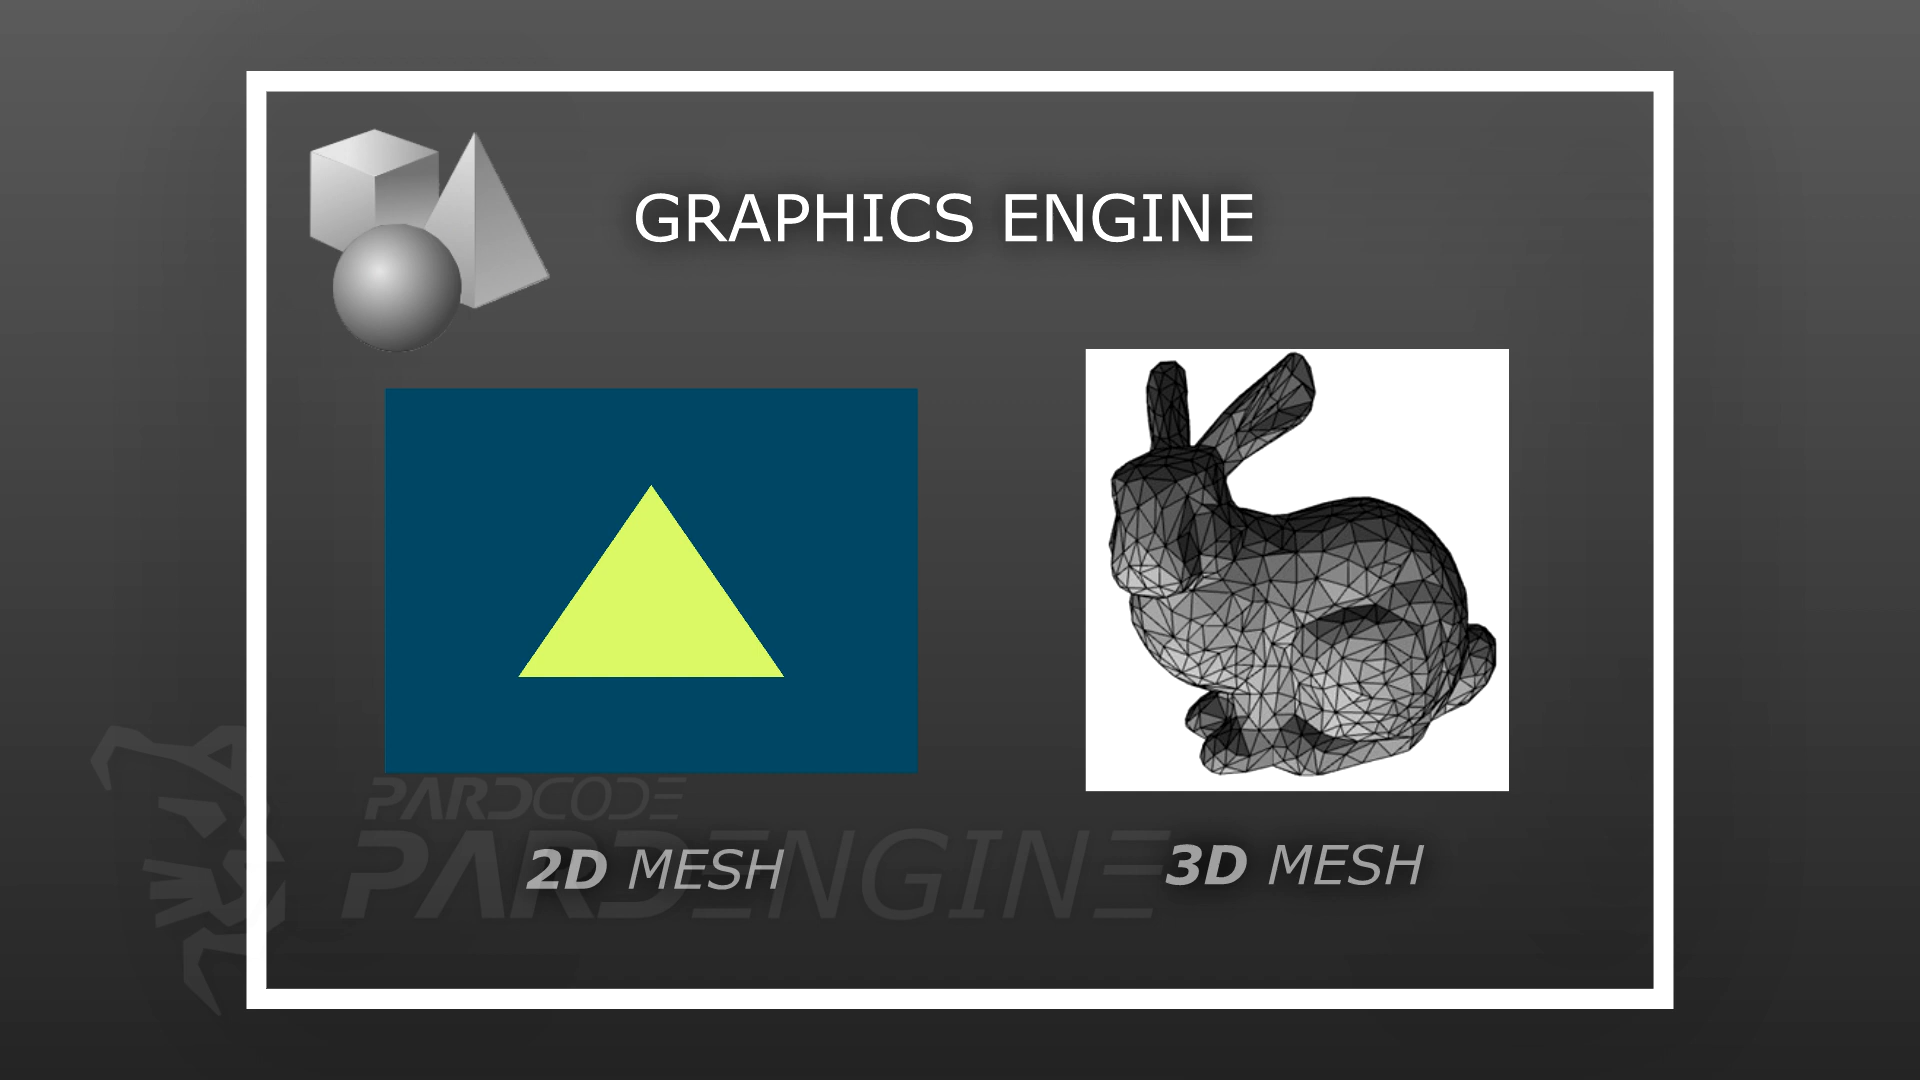 GRAPHICS ENGINE
PARDCODE
PARDENGINE
2D MESH
3D MESH